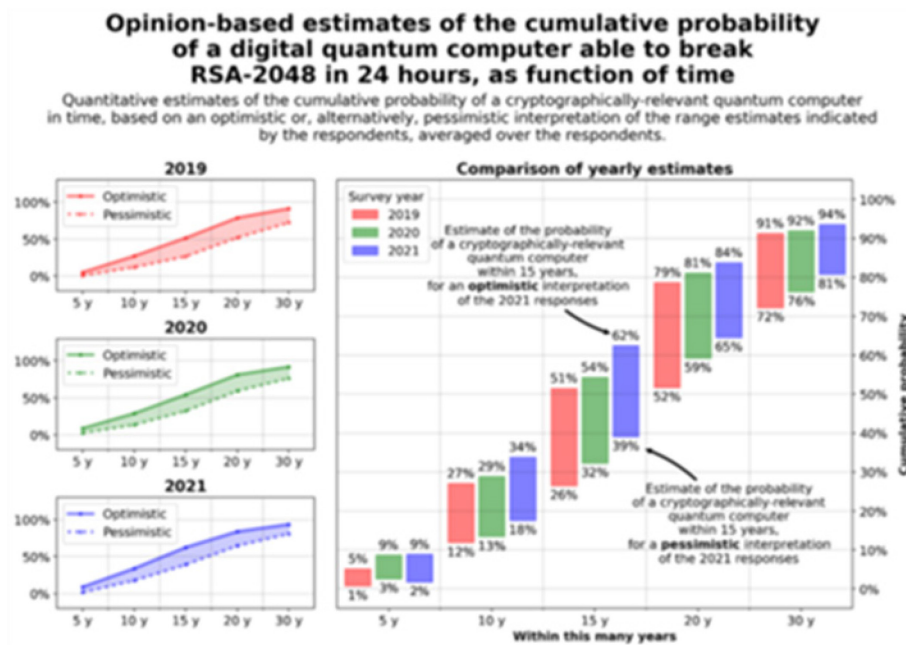 Opinion-based estimates of the cumulative probability
of a digital quantum computer able to break
RSA-2048 in 24 hours, as function of time
Quantitative estimates of the cumulative probability of a cryptographically-relevant quantum computer
in time, based on an optimistic or, alternatively, pessimistic interpretation of the range estimates indicated
by the respondents, averaged over the respondents.
2019
100%
50%
0%
Optimistic
Pessimistic
5 y 10 y 15 y 20 y 30 y
2020
100%
50%
0%
Optimistic
Pessimistic
5 y 10 y 15 y 20 y 30 y
2021
100%
50%
0%
Optimistic
Pessimistic
5 y 10 y 15 y 20 y 30 y
Comparison of yearly estimates
Survey year
2019
2020
2021
Estimate of the probability
of a cryptographically-relevant
quantum computer
within 15 years,
for an optimistic interpretation
of the 2021 responses
5% 9% 9%
1% 3% 2%
27% 29% 34%
12% 13% 18%
51% 54% 62%
26% 32% 39%
79% 81% 84%
52% 59% 65%
91% 92% 94%
72% 76% 81%
Estimate of the probability
of a cryptographically-relevant
quantum computer
within 15 years,
for a pessimistic interpretation
of the 2021 responses
100%
90%
80%
70%
60%
50%
40%
30%
20%
10%
0%
Cumulative probability
5 y 10 y 15 y 20 y 30 y
Within this many years